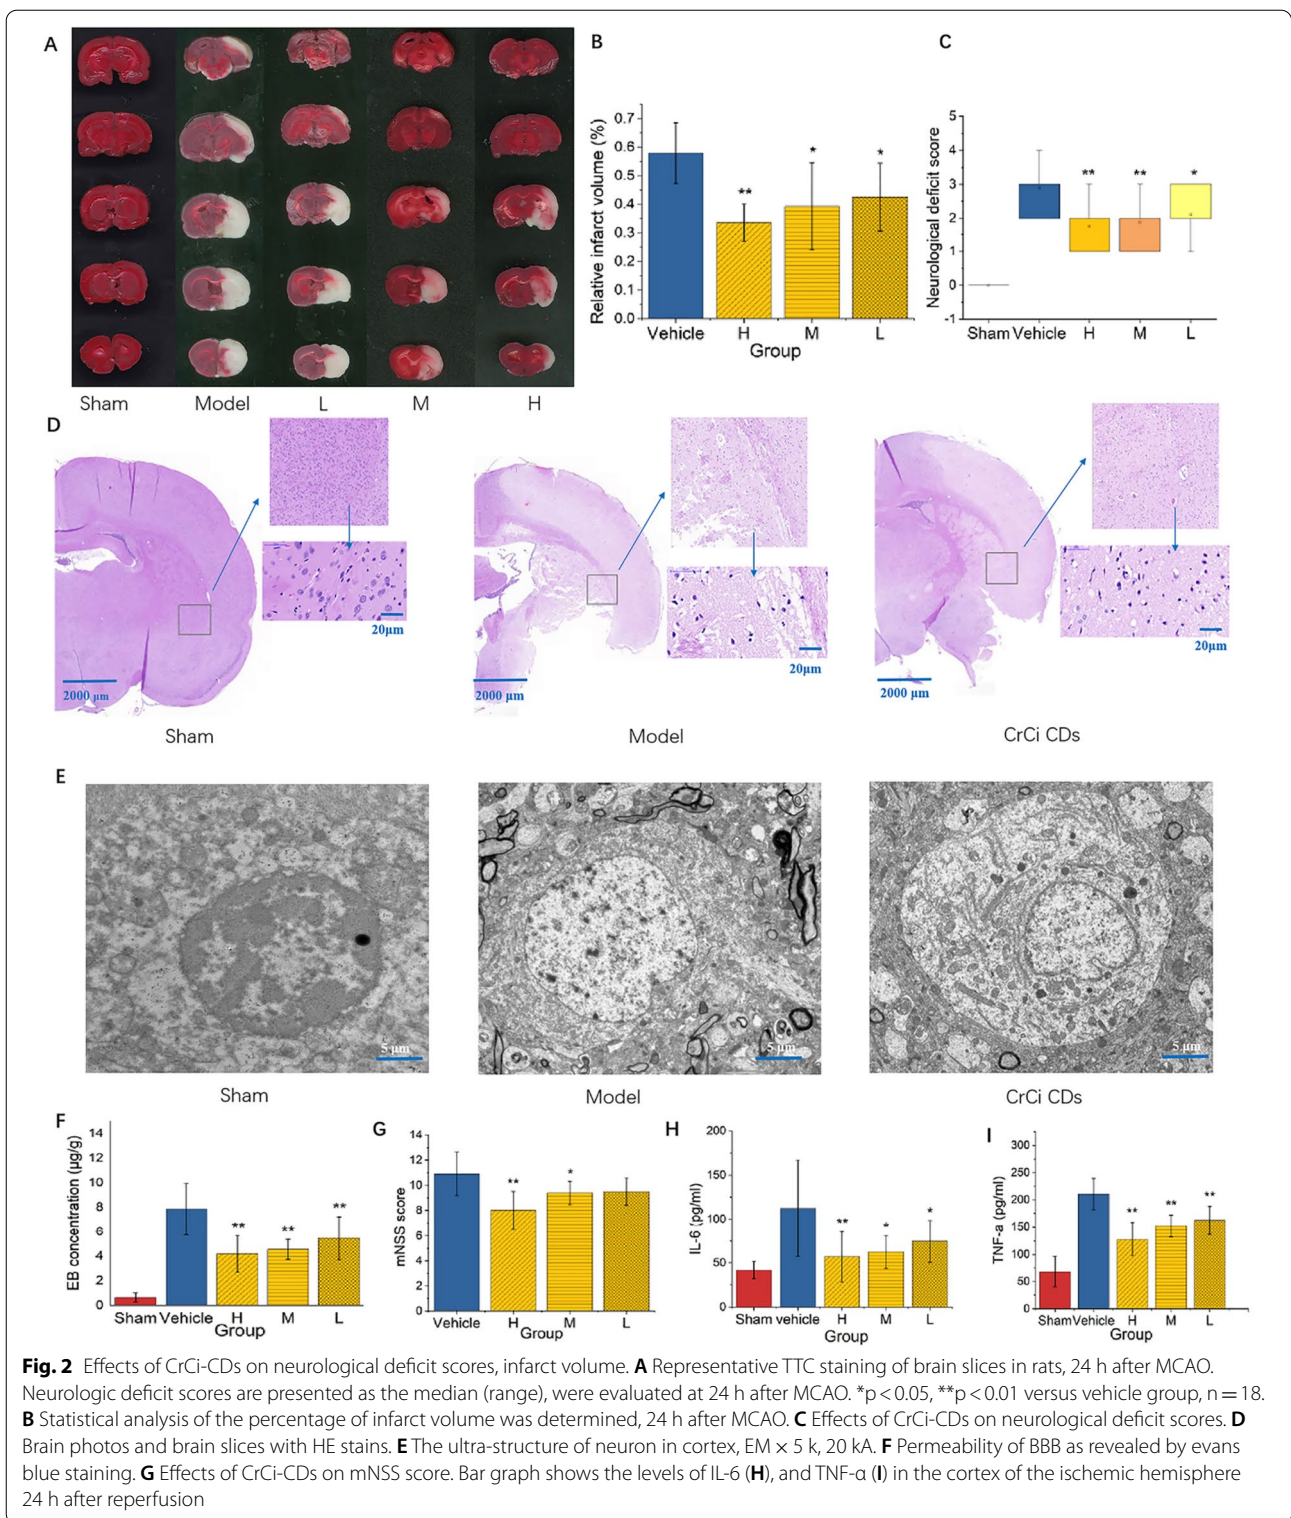 A
Sham Model L M H
B
Relative infarct volume (%)
0.7
0.6
0.5
0.4
0.3
0.2
0.1
0.0
** * *
Vehicle H M L
Group
C
Neurological deficit score
5
4
3
2
1
0
-1
** ** *
Sham Vehicle H M L
D
20μm
20μm
20μm
2000 μm
2000 μm
2000 μm
Sham Model CrCi CDs
E
5 μm
5 μm
5 μm
Sham Model CrCi CDs
F
EB concentration (μg/g)
14
12
10
8
6
4
2
0
** ** **
Sham Vehicle H M L
Group
G
mNSS score
14
12
10
8
6
4
2
0
** *
Vehicle H M L
Group
H
IL-6 (pg/ml)
200
150
100
50
0
** * *
Sham vehicle H M L
Group
I
TNF-a (pg/ml)
300
250
200
150
100
50
0
** ** **
Sham Vehicle H M L
Group
Fig. 2 Effects of CrCi-CDs on neurological deficit scores, infarct volume. A Representative TTC staining of brain slices in rats, 24 h after MCAO.
Neurologic deficit scores are presented as the median (range), were evaluated at 24 h after MCAO. *p < 0.05, **p < 0.01 versus vehicle group, n = 18.
B Statistical analysis of the percentage of infarct volume was determined, 24 h after MCAO. C Effects of CrCi-CDs on neurological deficit scores. D
Brain photos and brain slices with HE stains. E The ultra-structure of neuron in cortex, EM × 5 k, 20 kA. F Permeability of BBB as revealed by evans
blue staining. G Effects of CrCi-CDs on mNSS score. Bar graph shows the levels of IL-6 (H), and TNF-α (I) in the cortex of the ischemic hemisphere
24 h after reperfusion